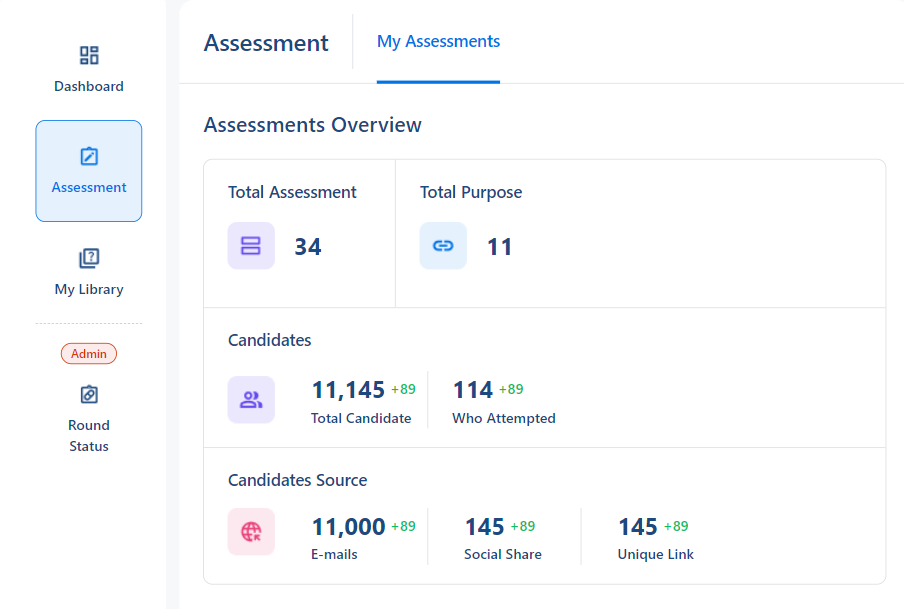 Dashboard
Assessment
My Library
Admin
Round
Status
Assessment
My Assessments
Assessments Overview
Total Assessment
34
Total Purpose
11
Candidates
11,145 +89
Total Candidate
114 +89
Who Attempted
Candidates Source
11,000 +89
E-mails
145 +89
Social Share
145 +89
Unique Link